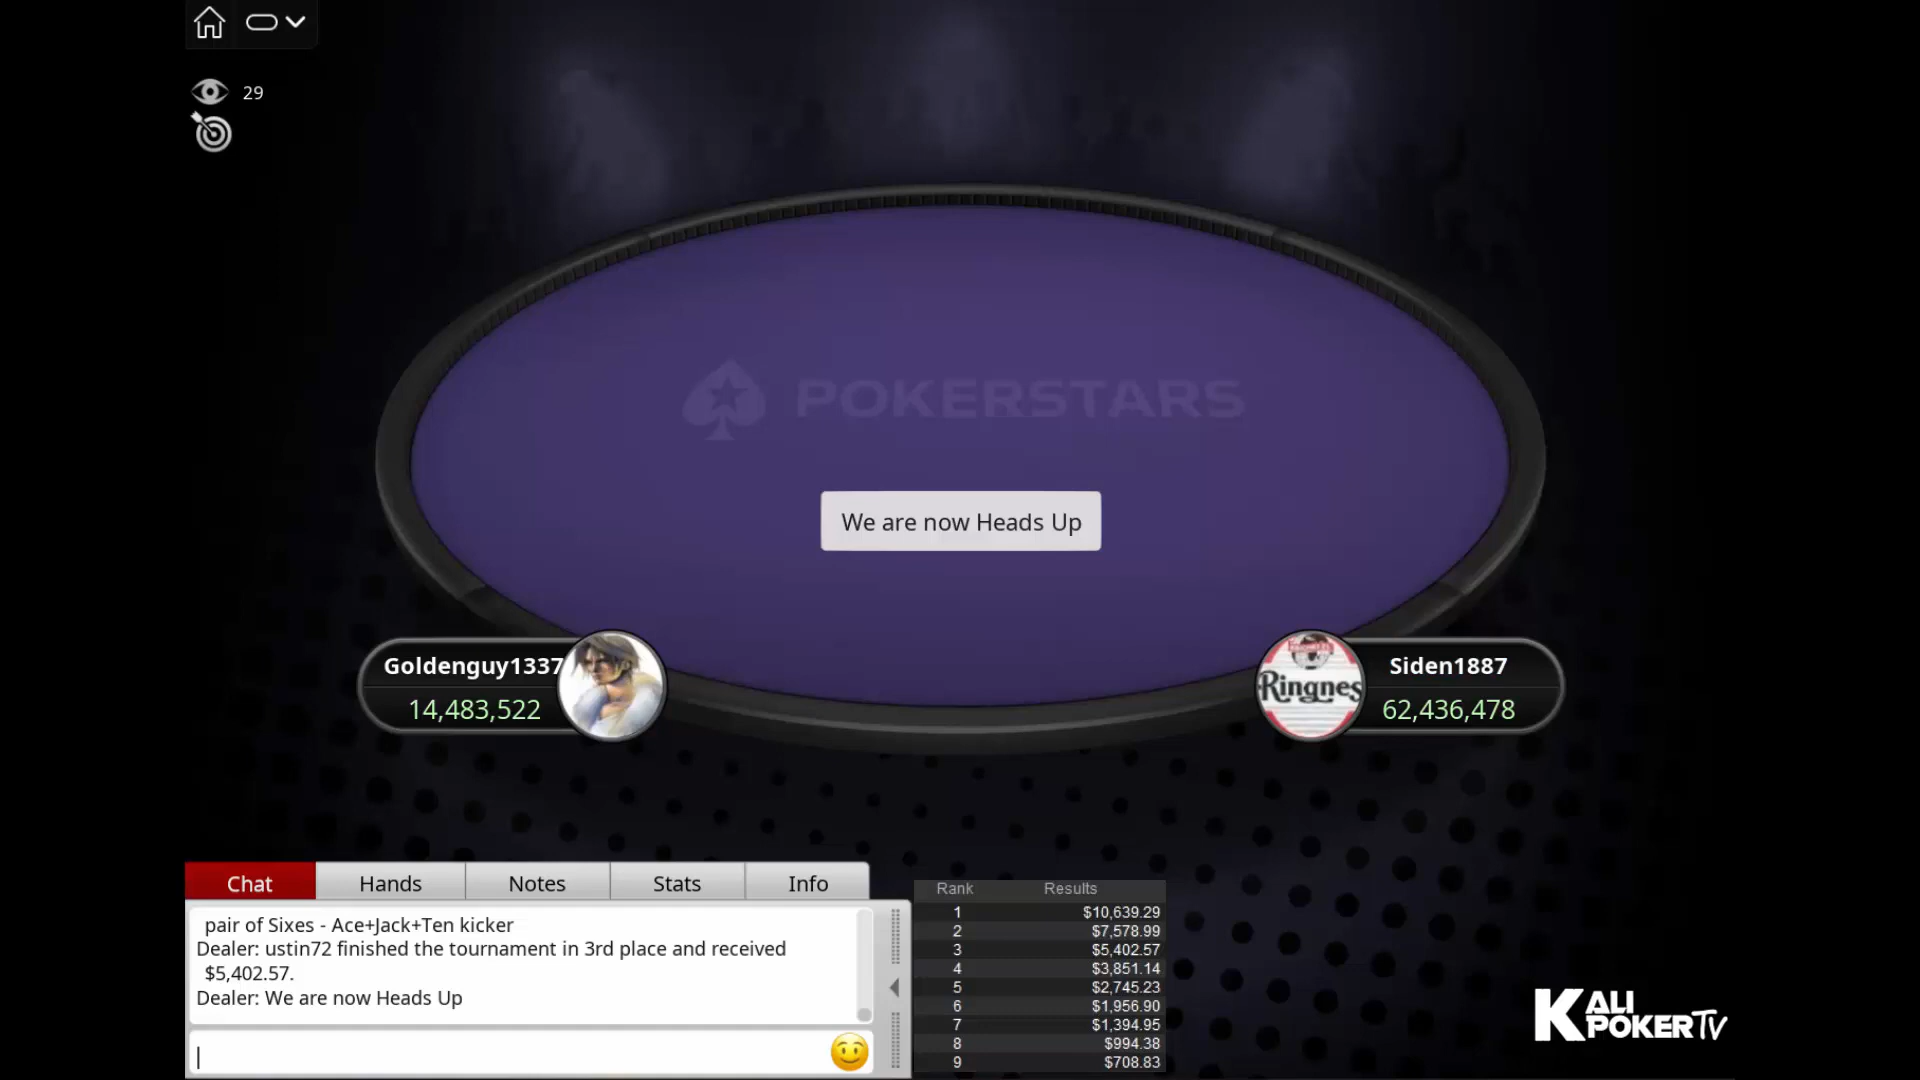 29
POKERSTARS
We are now Heads Up
Goldenguy1337
14,483,522
Ringnes
Siden1887
62,436,478
Chat Hands Notes Stats Info
pair of Sixes - Ace+Jack+Ten kicker
Dealer: ustin72 finished the tournament in 3rd place and received
$5,402.57.
Dealer: We are now Heads Up
Rank Results
1 $10,639.29
2 $7,578.99
3 $5,402.57
4 $3,851.14
5 $2,745.23
6 $1,956.90
7 $1,394.95
8 $994.38
9 $708.83
KALI
POKERTV